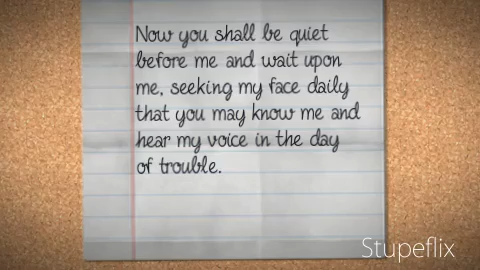 Now you shall be quiet
before me and wait upon
me, seeking my face daily
that you may know me and
hear my voice in the day
of trouble.
Stupeflix